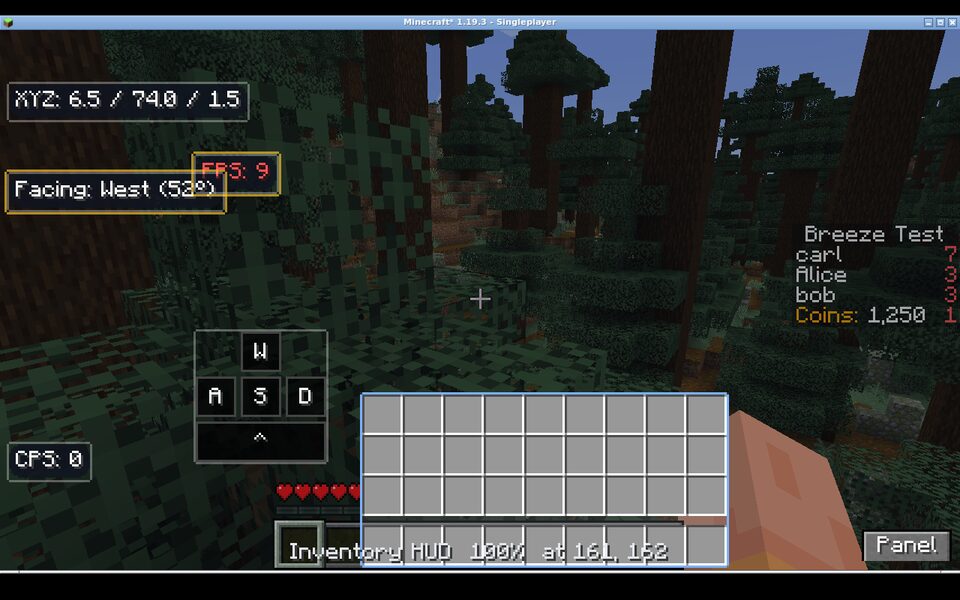 Minecraft* 1.19.3 - Singleplayer
XYZ: 6.5 / 74.0 / 1.5
FPS: 9
Facing: West (52º)
Breeze Test
carl 7
Alice 3
bob 3
Coins: 1,250 1
W
A S D
^
CPS: 0
Inventory HUD 100% at 161, 162
Panel